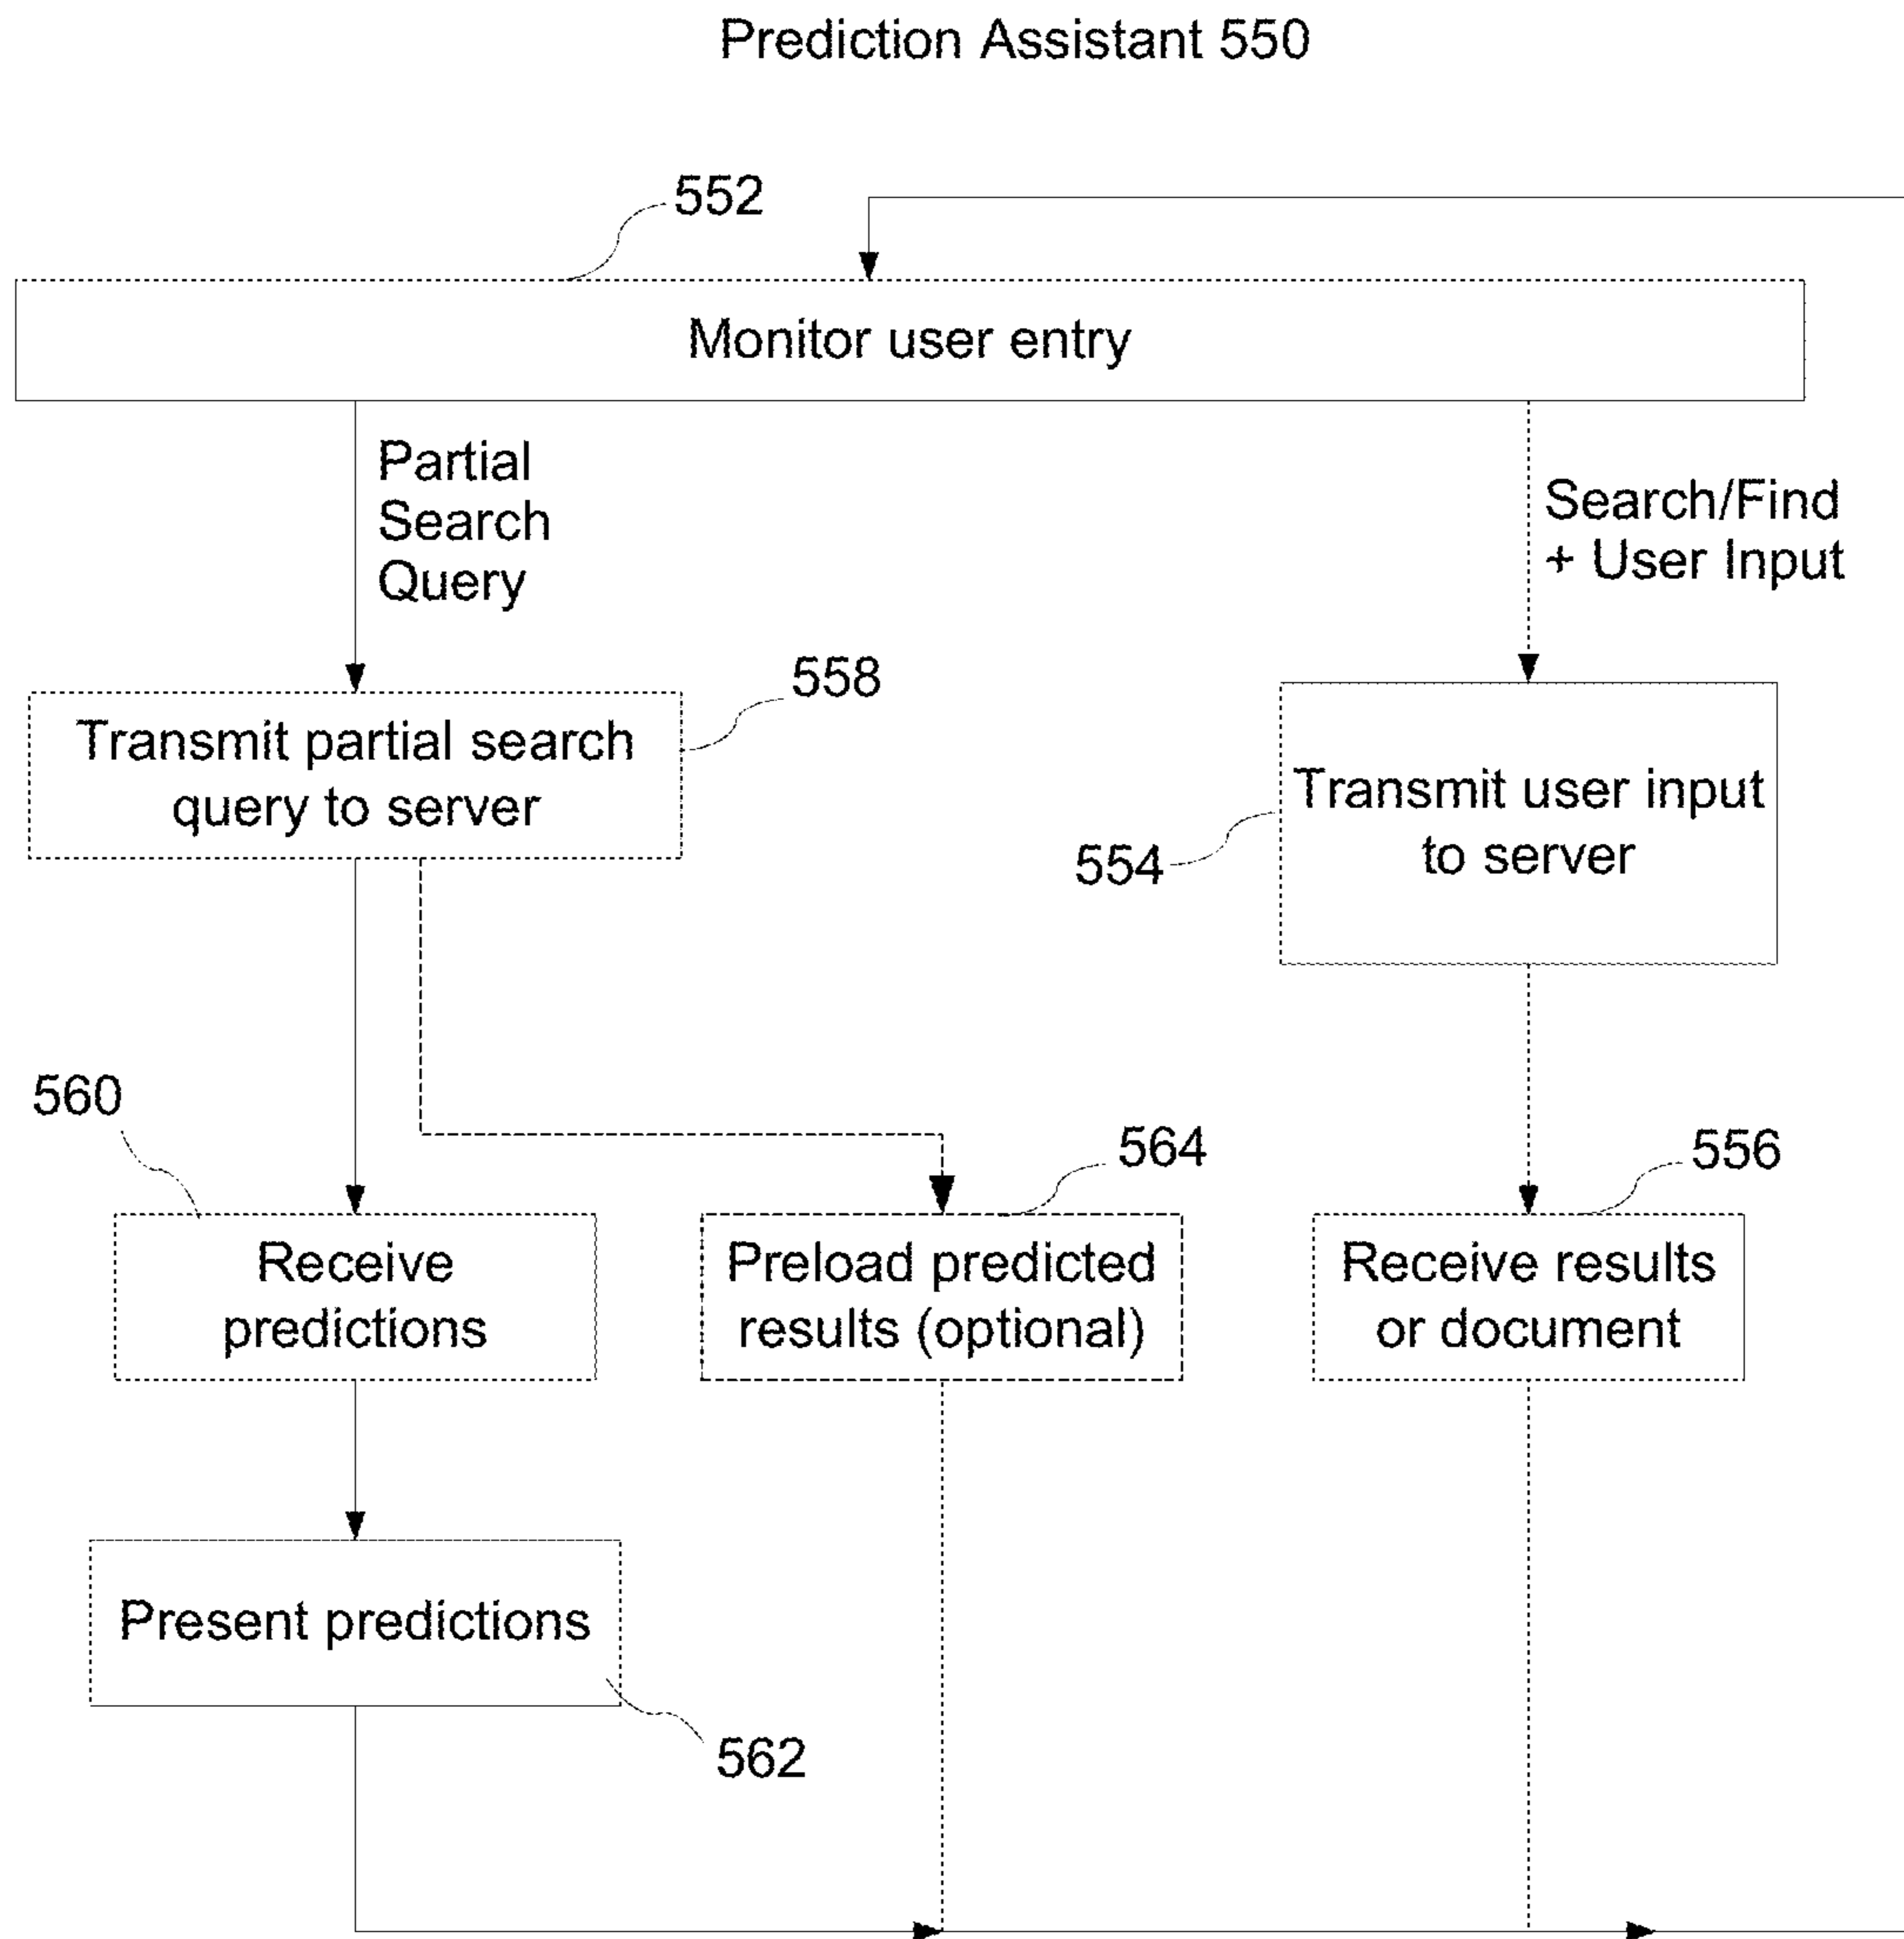 Prediction Assistant 550
552
Monitor user entry
Partial
Search
Query
Search/Find
+ User Input
558
Transmit partial search
query to server
Transmit user input
to server
554
560
564
556
Receive
predictions
Preload predicted
results (optional)
Receive results
or document
Present predictions
562